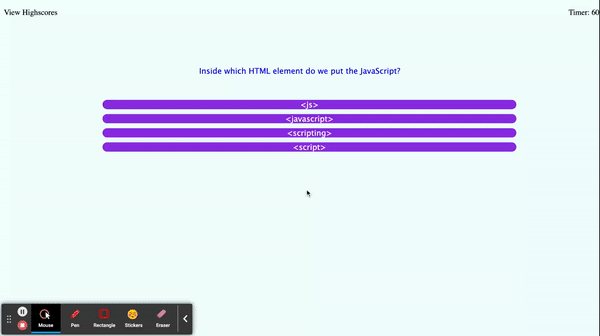 View Highscores
Timer: 60
Inside which HTML element do we put the JavaScript?
<js>
<javascript>
<scripting>
<script>
Mouse
Pen
Rectangle
Stickers
Eraser